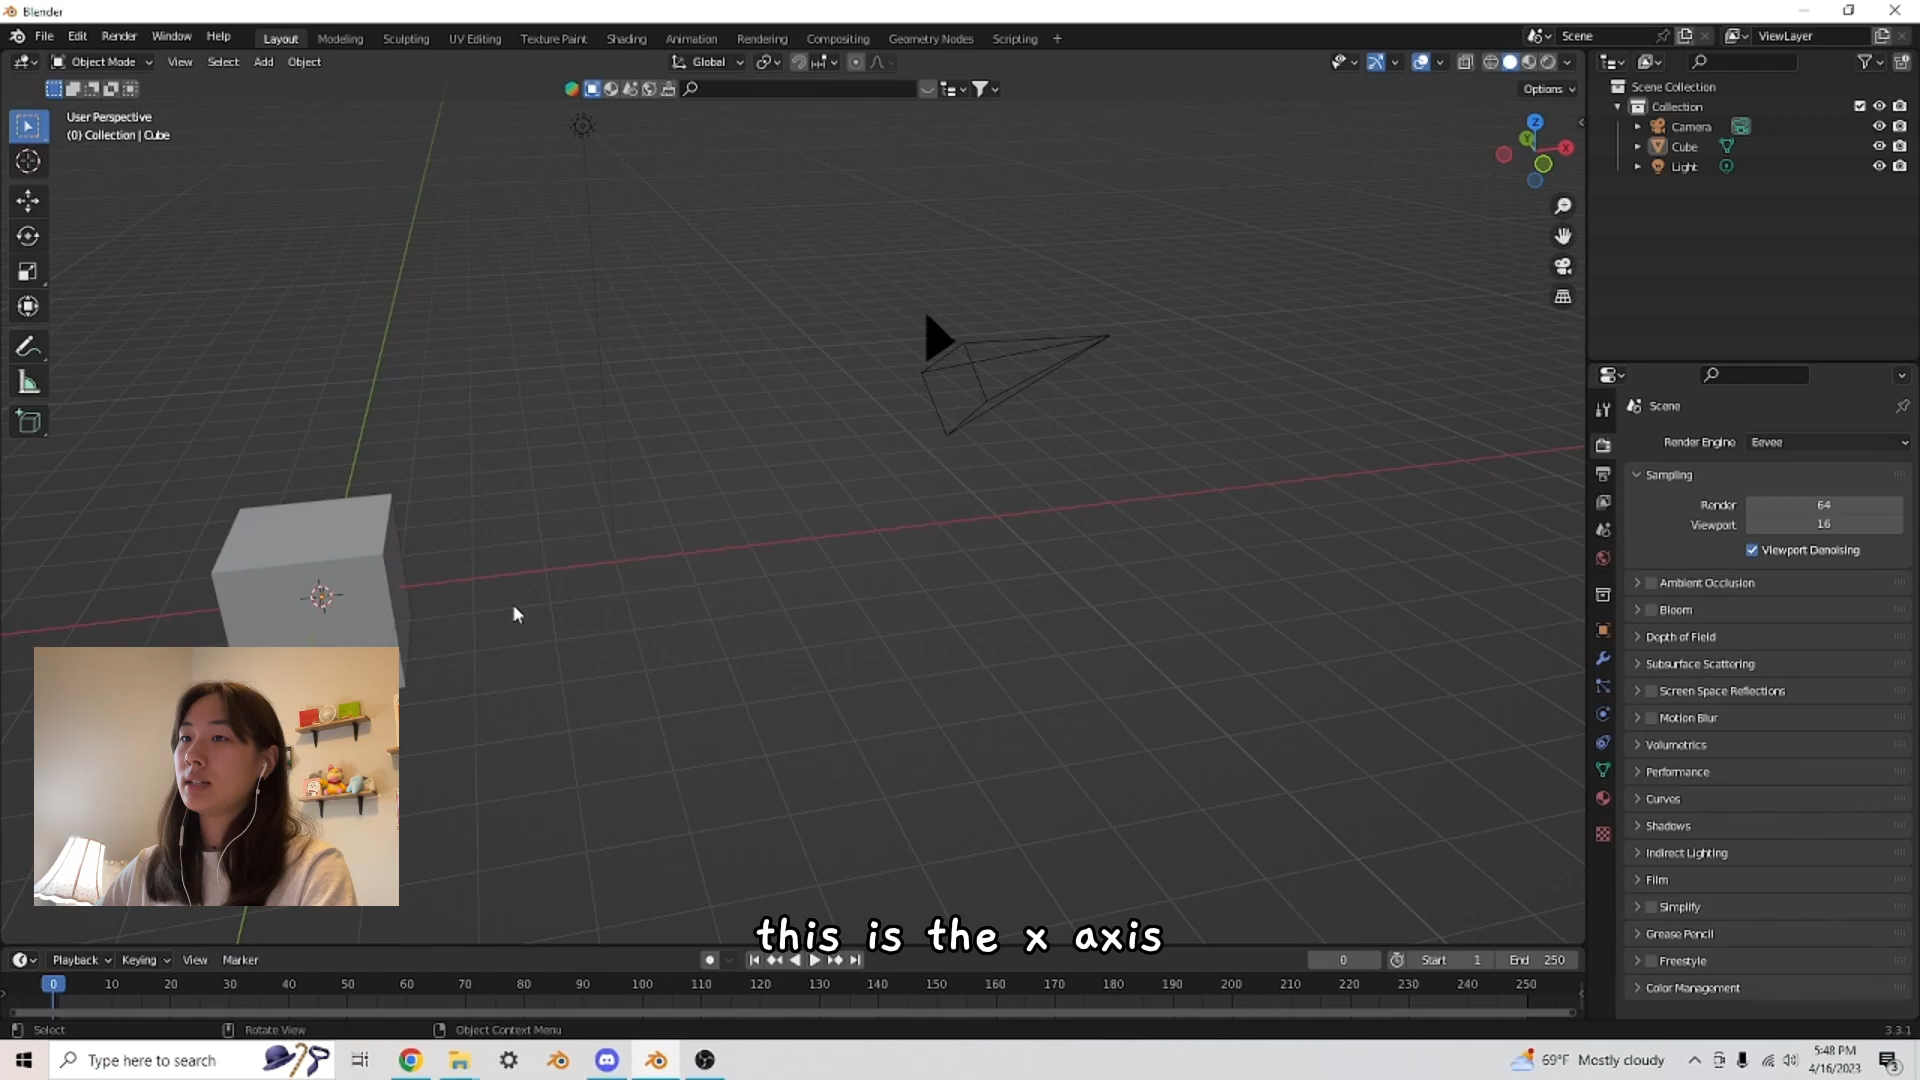 Blender
File Edit Render Window Help Layout Modeling Sculpting UV Editing Texture Paint Shading Animation Rendering Compositing Geometry Nodes Scripting + Scene ViewLayer
Object Mode View Select Add Object Global
Options
User Perspective
(0) Collection | Cube
Z
Y
X
Scene Collection
Collection
Camera
Cube
Light
Scene
Render Engine Eevee
Sampling
Render 64
Viewport 16
Viewport Denoising
Ambient Occlusion
Bloom
Depth of Field
Subsurface Scattering
Screen Space Reflections
Motion Blur
Volumetrics
Performance
Curves
Shadows
Indirect Lighting
Film
Simplify
Grease Pencil
Freestyle
Color Management
this is the x axis
Playback Keying View Marker 0 Start 1 End 250
0 10 20 30 40 50 60 70 80 90 100 110 120 130 140 150 160 170 180 190 200 210 220 230 240 250
Select Rotate View Object Context Menu 3.3.1
Type here to search 69°F Mostly cloudy 5:48 PM
4/16/2023
3